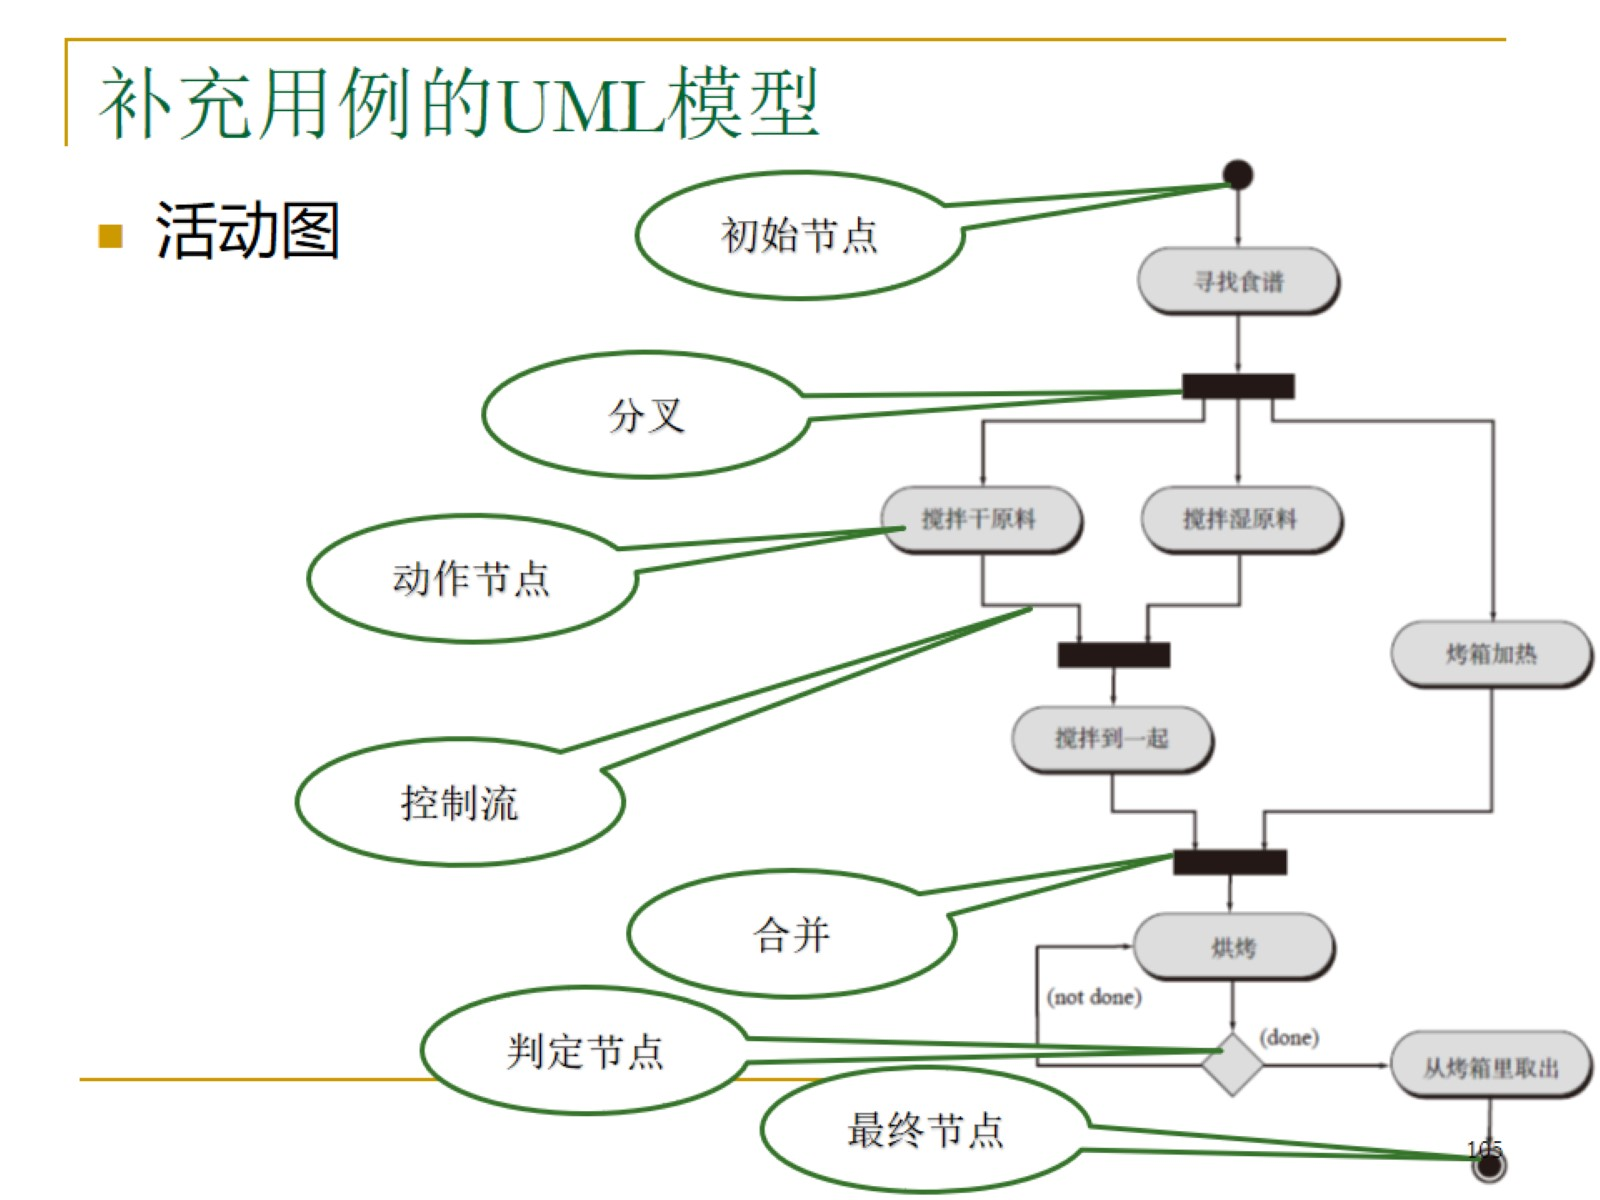 补充用例的UML模型
活动图
初始节点
寻找食谱
分叉
搅拌干原料
搅拌湿原料
动作节点
烤箱加热
搅拌到一起
控制流
合并
烘烤
(not done)
(done)
判定节点
从烤箱里取出
最终节点
105